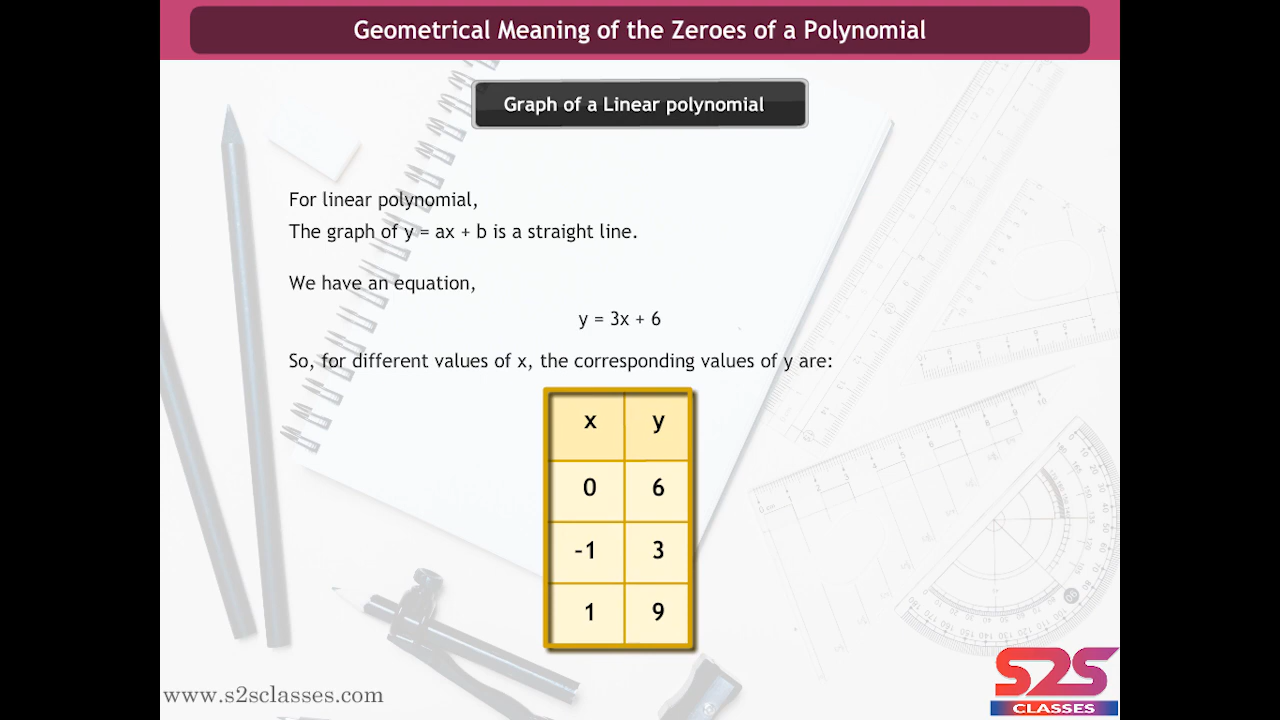 Geometrical Meaning of the Zeroes of a Polynomial
Graph of a Linear polynomial
For linear polynomial,
The graph of y = ax + b is a straight line.
We have an equation,
y = 3x + 6
So, for different values of x, the corresponding values of y are:
x y
0 6
-1 3
1 9
www.s2sclasses.com
S2S
CLASSES